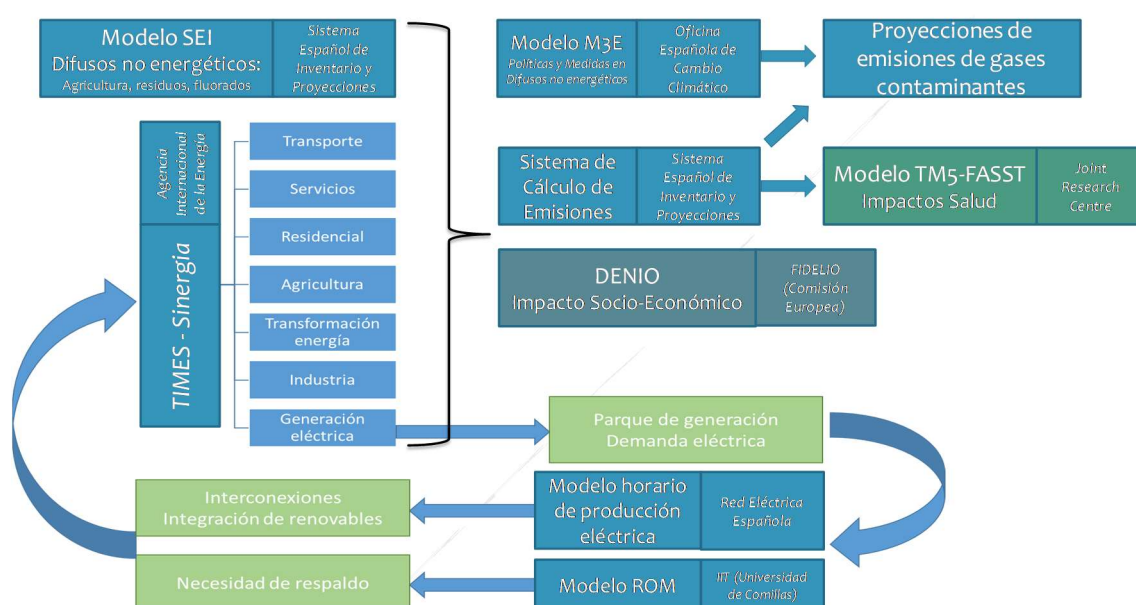 Modelo SEI
Difusos no energéticos:
Agricultura, residuos, fluorados
Sistema
Español de
Inventario y
Proyecciones
Modelo M3E
Políticas y Medidas en
Difusos no energéticos
Oficina
Española de
Cambio
Climático
Proyecciones de
emisiones de gases
contaminantes
Agencia
Internacional
de la Energía
TIMES - Sinergia
Transporte
Servicios
Residencial
Agricultura
Transformación
energía
Industria
Generación
eléctrica
Sistema de
Cálculo de
Emisiones
Sistema
Español de
Inventario y
Proyecciones
Modelo TM5-FASST
Impactos Salud
Joint
Research
Centre
DENIO
Impacto Socio-Económico
FIDELIO
(Comisión
Europea)
Parque de generación
Demanda eléctrica
Interconexiones
Integración de renovables
Modelo horario
de producción
eléctrica
Red Eléctrica
Española
Necesidad de respaldo
Modelo ROM
IIT (Universidad
de Comillas)